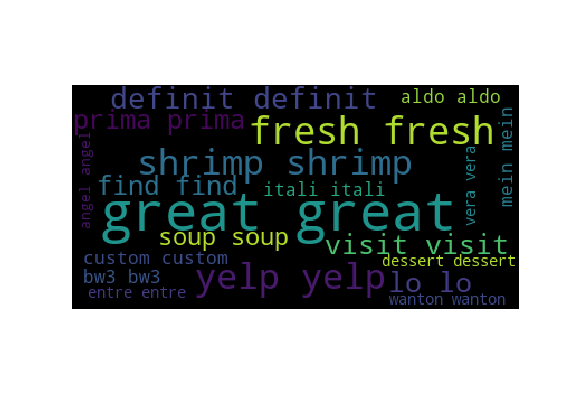 definit definit
aldo aldo
prima prima
fresh fresh
mein mein
angel angel
shrimp shrimp
vera vera
find find
itali itali
great great
soup soup
visit visit
custom custom
dessert dessert
bw3 bw3
yelp yelp
lo lo
entre entre
wanton wanton